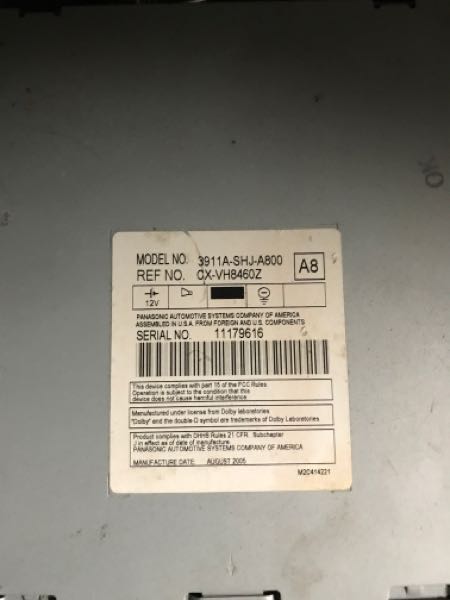 OK
MODEL NO. 3911A-SHJ-A800
REF NO. CX-VH8460Z
A8
12V
PANASONIC AUTOMOTIVE SYSTEMS COMPANY OF AMERICA
ASSEMBLED IN U.S.A. FROM FOREIGN AND U.S. COMPONENTS
SERIAL NO. 11179616
This device complies with part 15 of the FCC Rules
Operation is subject to the condition that this
device does not cause harmful interference
Manufactured under license from Dolby laboratories
"Dolby" and the double-D symbol are trademarks of Dolby Laboratories
Product complies with DHHS Rules 21 CFR. Subchapter
J in effect as of date of manufacture.
PANASONIC AUTOMOTIVE SYSTEMS COMPANY OF AMERICA
MANUFACTURE DATE: AUGUST 2005
M2C414221